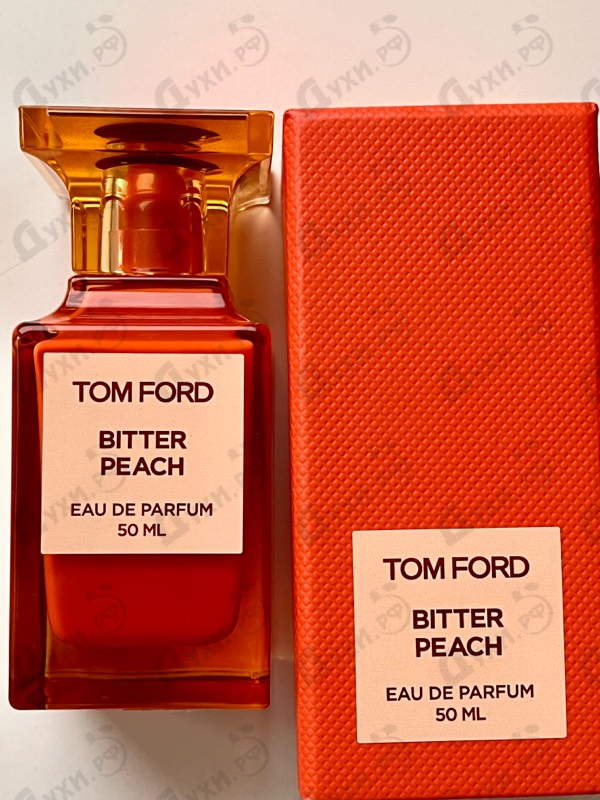 TOM FORD
BITTER
PEACH
EAU DE PARFUM
50 ML
TOM FORD
BITTER
PEACH
EAU DE PARFUM
50 ML
Духи.РФ